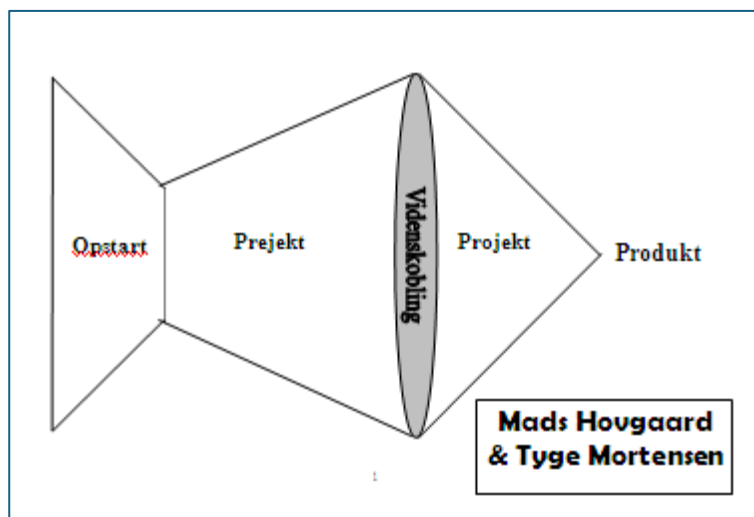 Opstart
Prejekt
Videnskobling
Projekt
Produkt
Mads Hovgaard
& Tyge Mortensen
1